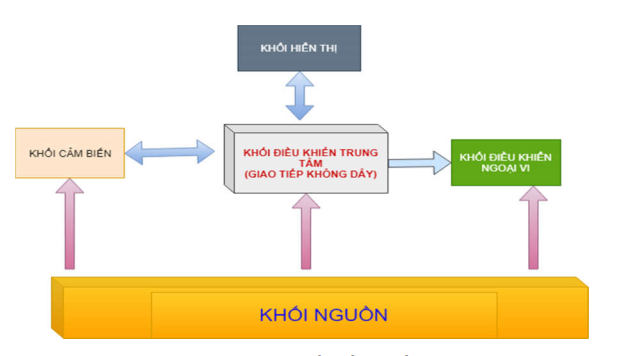 KHỐI HIỂN THỊ
KHỐI CẢM BIẾN
KHỐI ĐIỀU KHIỂN TRUNG
TÂM
(GIAO TIẾP KHÔNG DÂY)
KHỐI ĐIỀU KHIỂN
NGOẠI VI
KHỐI NGUỒN